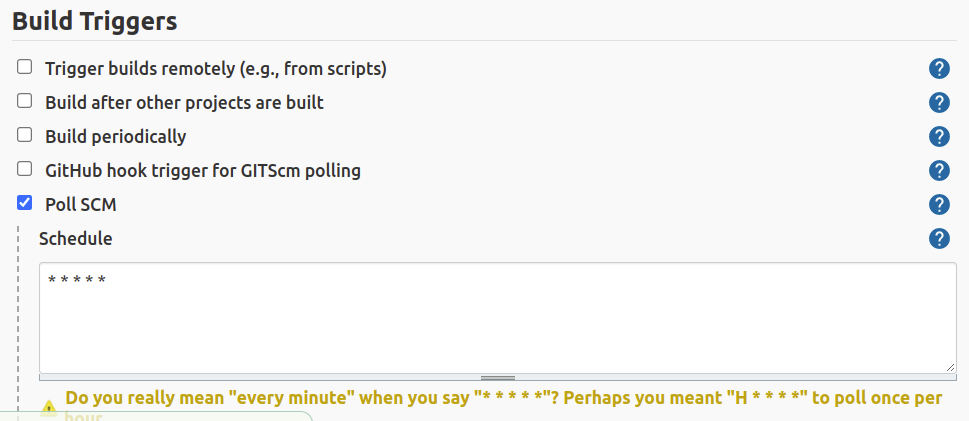 Build Triggers
Trigger builds remotely (e.g., from scripts)
?
Build after other projects are built
?
Build periodically
?
GitHub hook trigger for GITScm polling
?
Poll SCM
?
Schedule
?
* * * * *
Do you really mean "every minute" when you say "* * * * *"? Perhaps you meant "H * * * *" to poll once per
hour